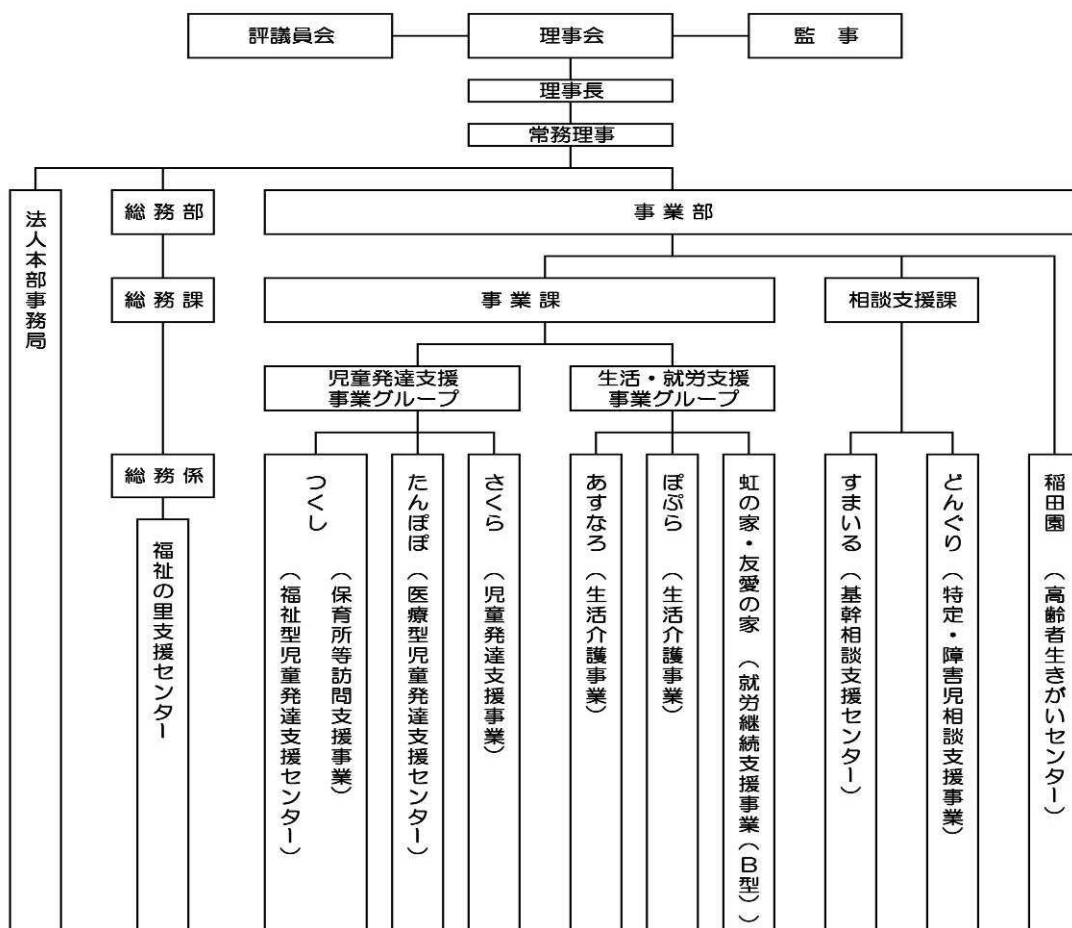 評議員会
理事会
監　事
理事長
常務理事
法人本部事務局
総務部
事業部
総務課
事業課
相談支援課
児童発達支援
事業グループ
生活・就労支援
事業グループ
総務係
福祉の里支援センター
つくし
（保育所等訪問支援事業）
（福祉型児童発達支援センター）
たんぽぽ（医療型児童発達支援センター）
さくら（児童発達支援事業）
あすなろ（生活介護事業）
ぽぷら（生活介護事業）
虹の家・友愛の家（就労継続支援事業（Ｂ型））
すまいる（基幹相談支援センター）
どんぐり（特定・障害児相談支援事業）
稲田園（高齢者生きがいセンター）